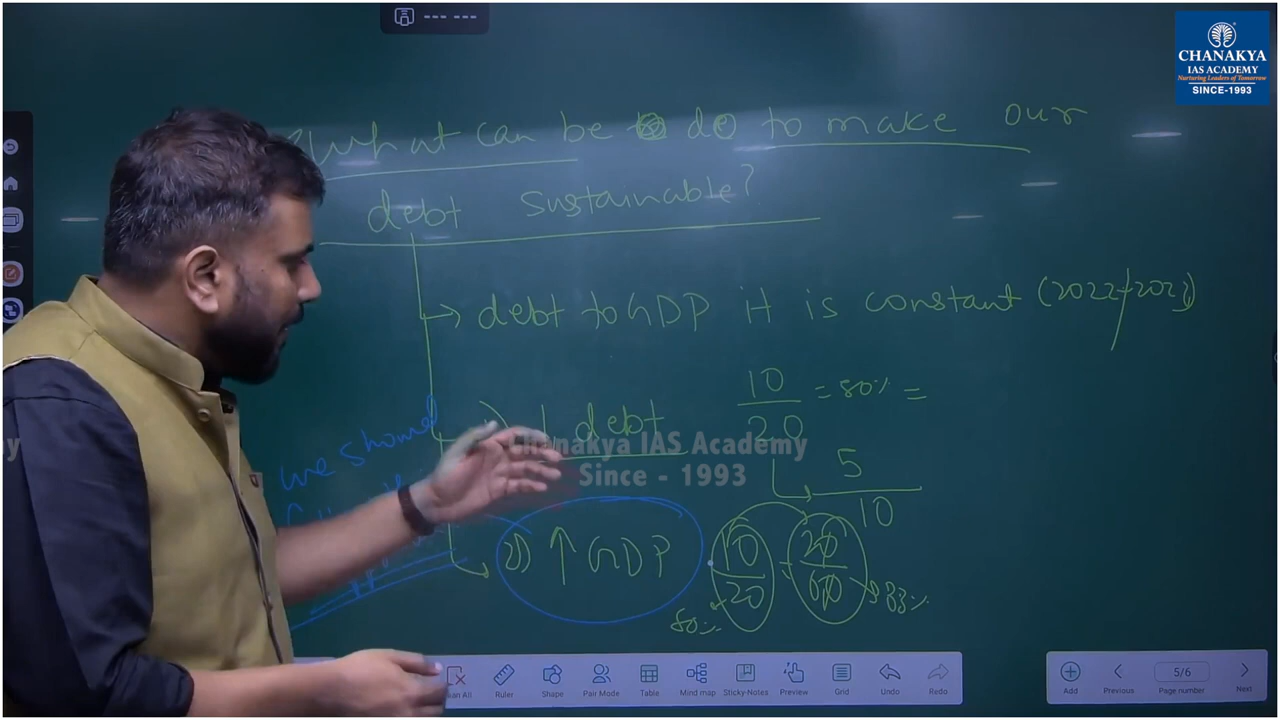 CHANAKYA
IAS ACADEMY
Nurturing Leaders of Tomorrow
SINCE-1993
What can be do to make our
debt sustainable?
debt to GDP it is constant
↓ debt
10/20 = 50% =
5/10
we should
2) ↑ GDP
10/20
20/60
33%
50%
Chanakya IAS Academy
Since - 1993
Clean All Ruler Shape Pair Mode Table Mind map Sticky-Notes Preview Grid Undo Redo
Add Previous 5/6 Page number Next